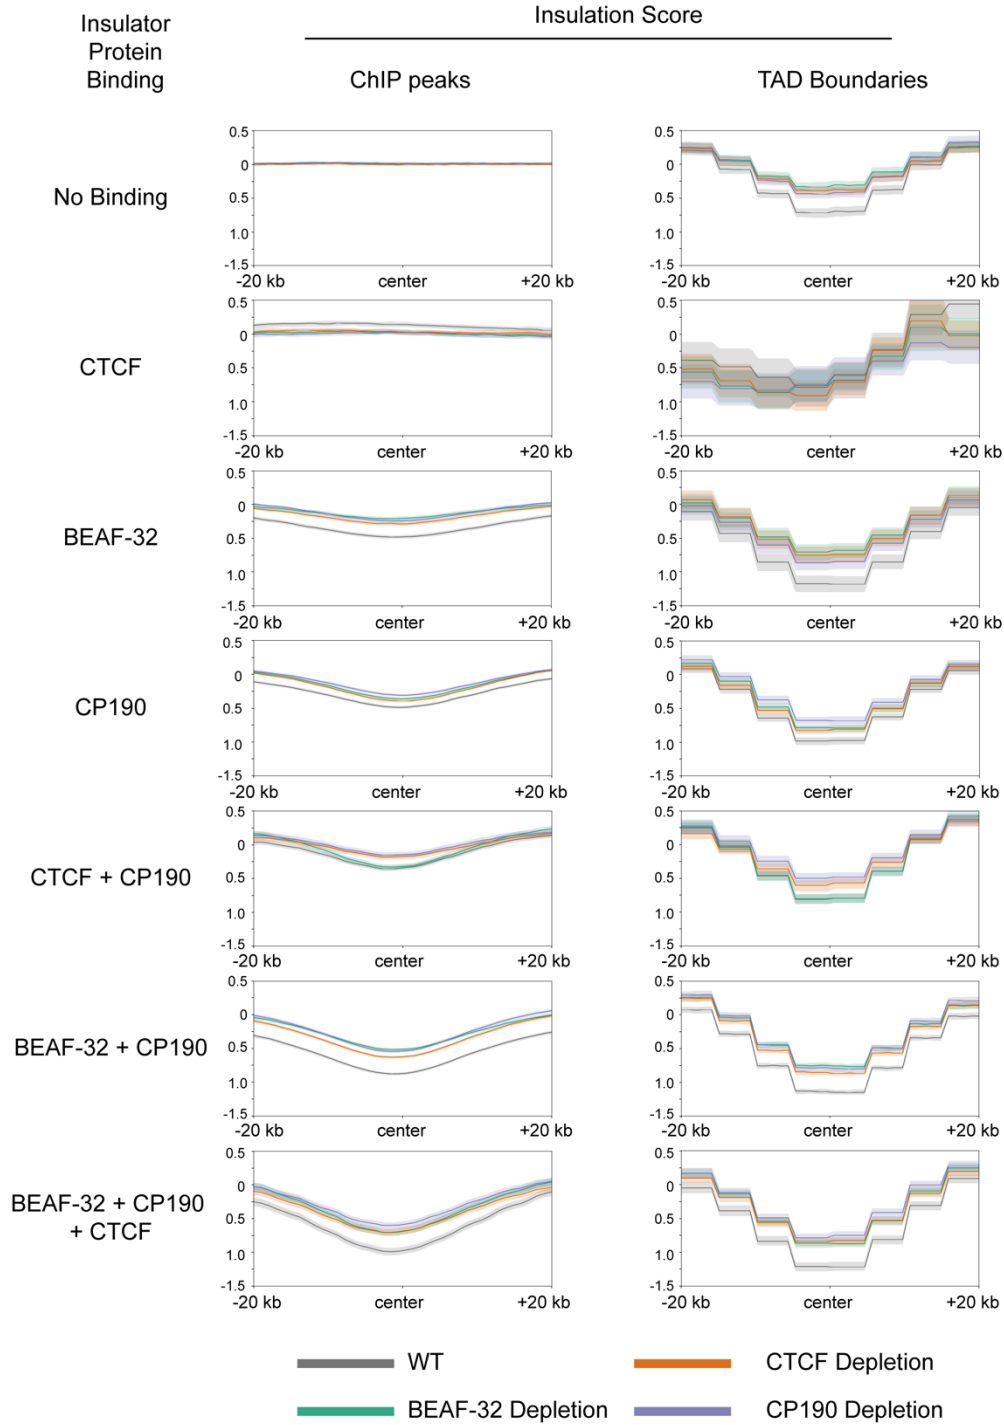 Insulation Score
Insulator
Protein
Binding
ChIP peaks
TAD Boundaries
No Binding
0.5
0
0.5
1.0
-1.5
-20 kb center +20 kb
0.5
0
0.5
1.0
-1.5
-20 kb center +20 kb
CTCF
0.5
0
0.5
1.0
-1.5
-20 kb center +20 kb
0.5
0
0.5
1.0
-1.5
-20 kb center +20 kb
BEAF-32
0.5
0
0.5
1.0
-1.5
-20 kb center +20 kb
0.5
0
0.5
1.0
-1.5
-20 kb center +20 kb
CP190
0.5
0
0.5
1.0
-1.5
-20 kb center +20 kb
0.5
0
0.5
1.0
-1.5
-20 kb center +20 kb
CTCF + CP190
0.5
0
0.5
1.0
-1.5
-20 kb center +20 kb
0.5
0
0.5
1.0
-1.5
-20 kb center +20 kb
BEAF-32 + CP190
0.5
0
0.5
1.0
-1.5
-20 kb center +20 kb
0.5
0
0.5
1.0
-1.5
-20 kb center +20 kb
BEAF-32 + CP190
+ CTCF
0.5
0
0.5
1.0
-1.5
-20 kb center +20 kb
0.5
0
0.5
1.0
-1.5
-20 kb center +20 kb
WT
CTCF Depletion
BEAF-32 Depletion
CP190 Depletion